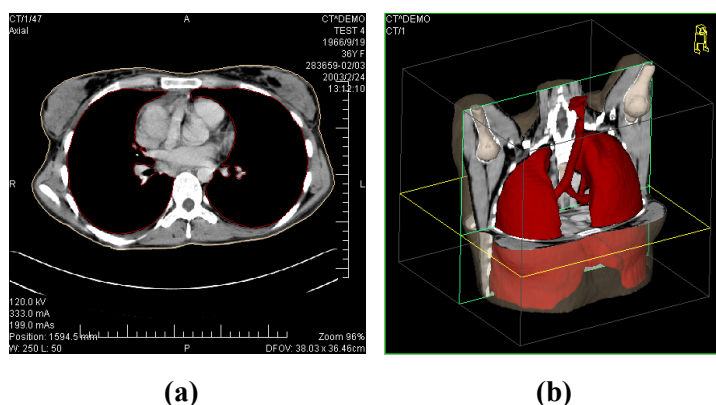 CT/1/47 A CT^DEMO
Axial TEST 4
1966/9/19
36Y F
283659-02/03
2003/2/24
13:12:10
R L
120.0 kV
333.0 mA
199.0 mAs
Position: 1594.5 mm Zoom 96%
W: 250 L: 50 P DFOV: 38.03 x 36.46cm
CT^DEMO
CT/1
(a) (b)